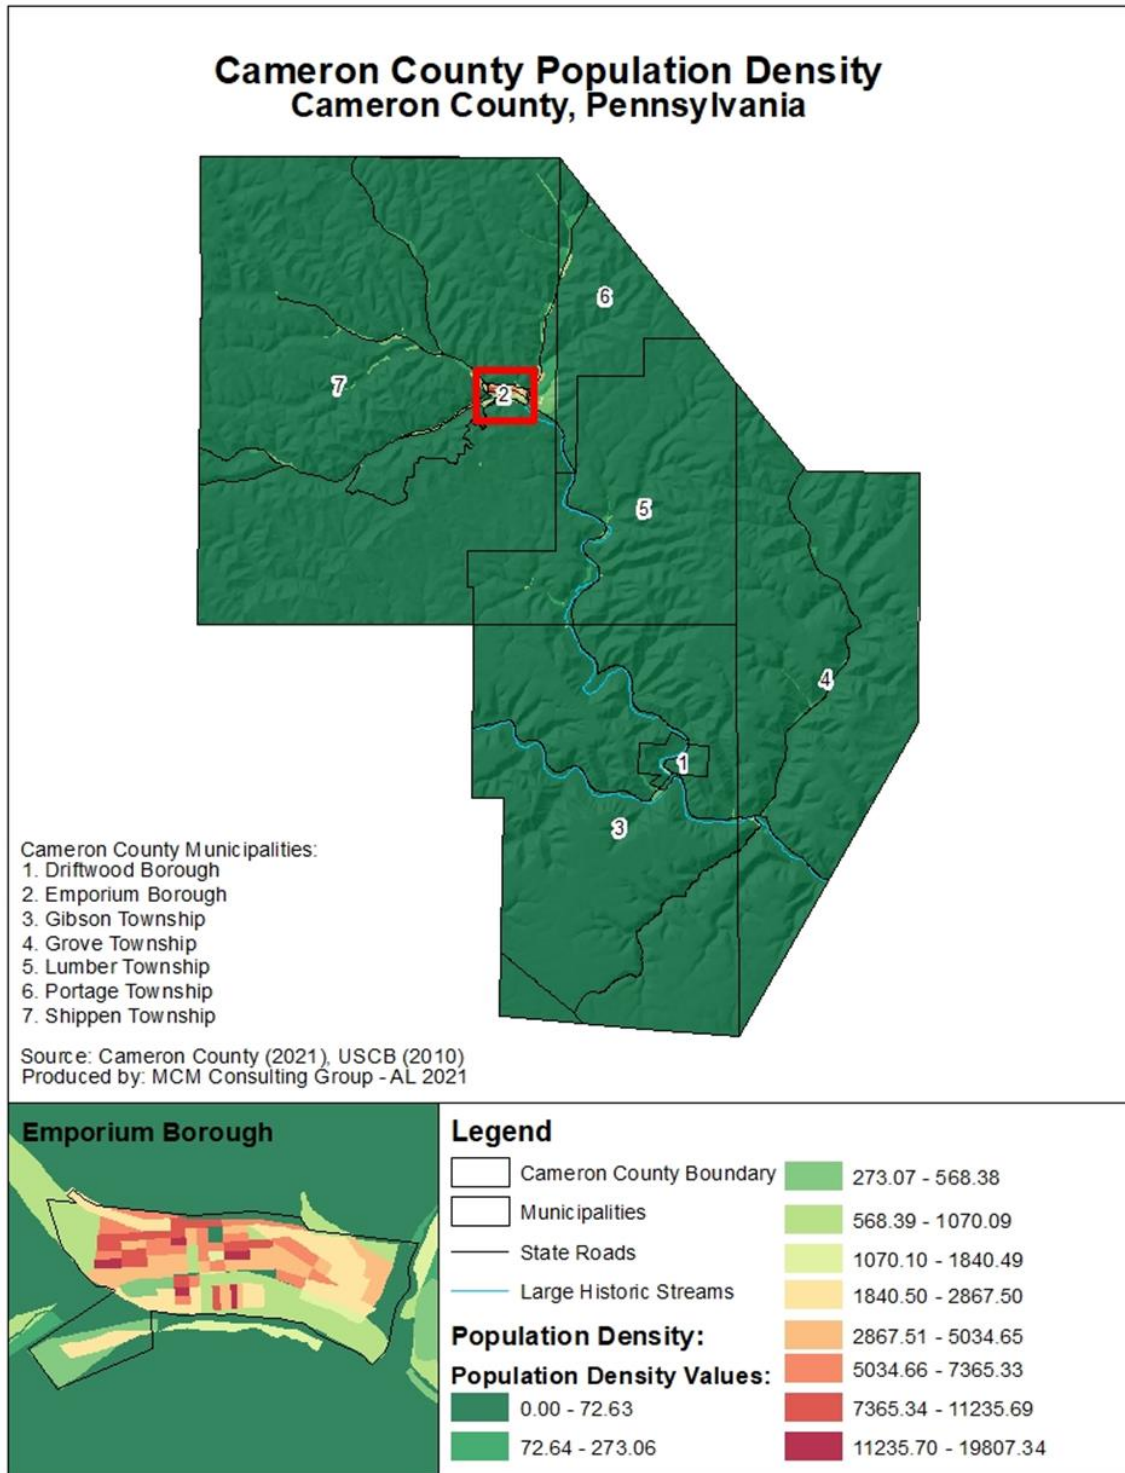 Cameron County Population Density
Cameron County, Pennsylvania
6
7
2
5
4
1
3
Cameron County Municipalities:
1. Driftwood Borough
2. Emporium Borough
3. Gibson Township
4. Grove Township
5. Lumber Township
6. Portage Township
7. Shippen Township
Source: Cameron County (2021), USCB (2010)
Produced by: MCM Consulting Group - AL 2021
Emporium Borough
Legend
Cameron County Boundary
Municipalities
State Roads
Large Historic Streams
Population Density:
Population Density Values:
0.00 - 72.63
72.64 - 273.06
273.07 - 568.38
568.39 - 1070.09
1070.10 - 1840.49
1840.50 - 2867.50
2867.51 - 5034.65
5034.66 - 7365.33
7365.34 - 11235.69
11235.70 - 19807.34